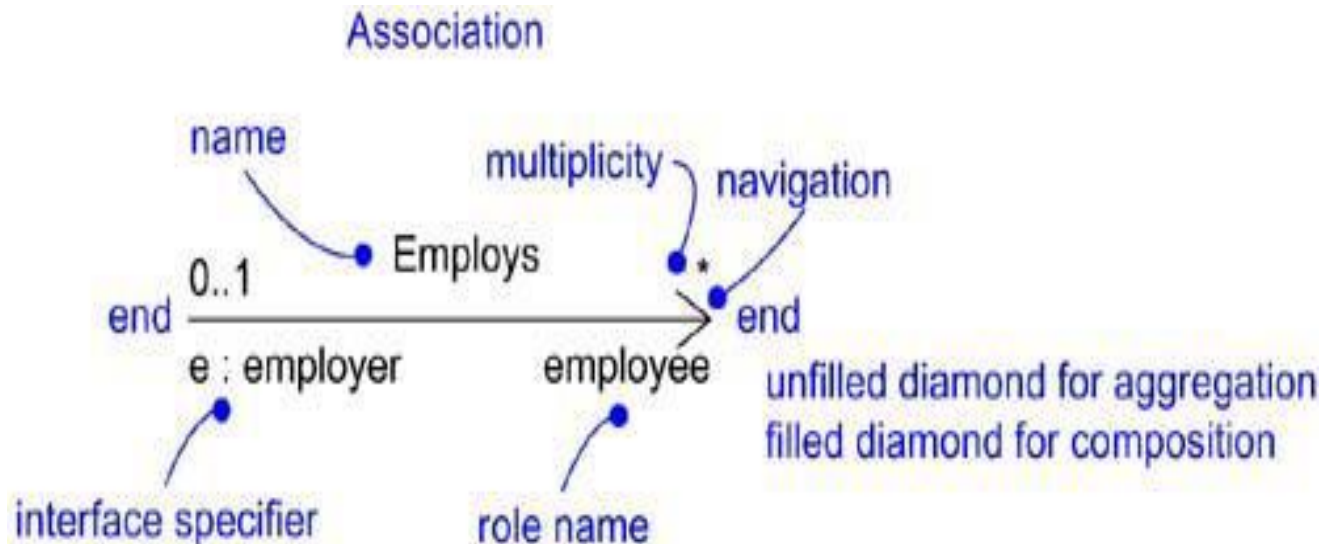 Association
name
multiplicity
navigation
Employs
0..1
*
end
end
e : employer
employee
unfilled diamond for aggregation
filled diamond for composition
interface specifier
role name